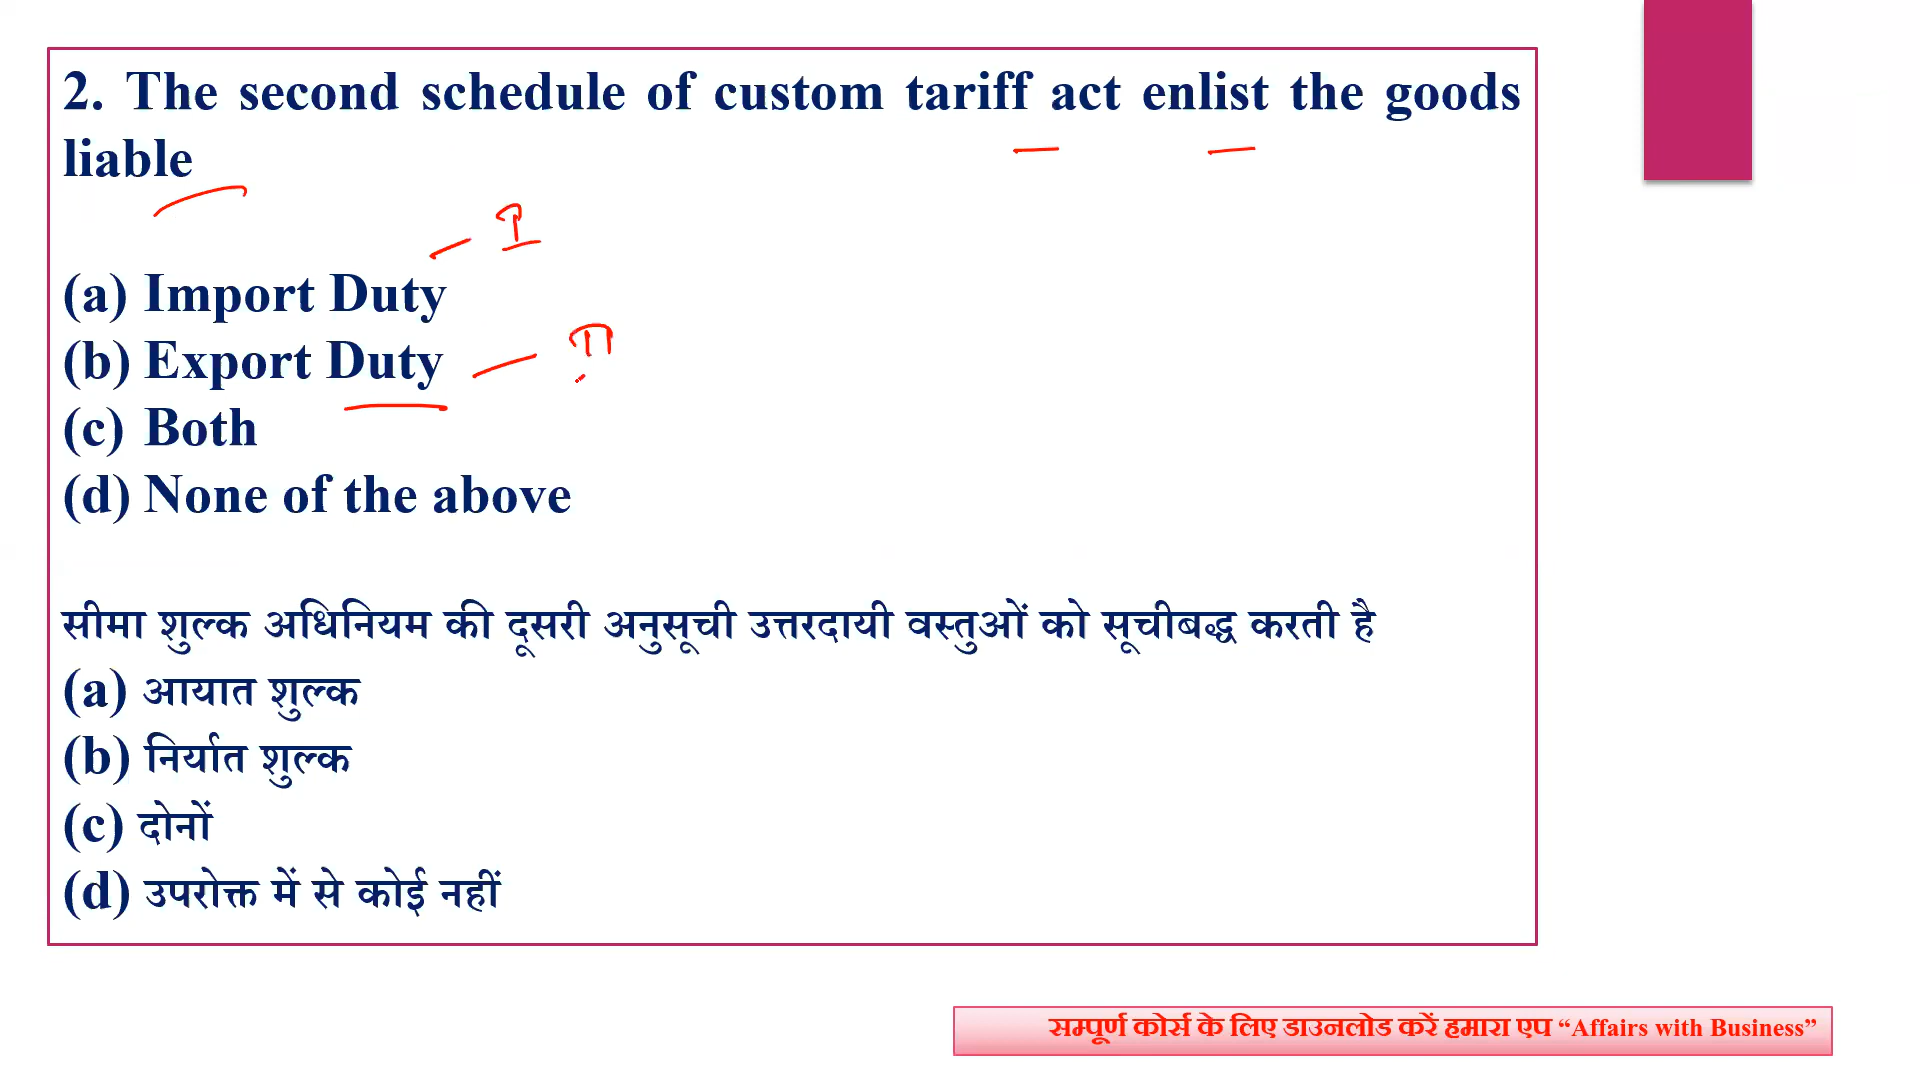 2. The second schedule of custom tariff act enlist the goods
liable
I
(a) Import Duty
II
(b) Export Duty
(c) Both
(d) None of the above
सीमा शुल्क अधिनियम की दूसरी अनुसूची उत्तरदायी वस्तुओं को सूचीबद्ध करती है
(a) आयात शुल्क
(b) निर्यात शुल्क
(c) दोनों
(d) उपरोक्त में से कोई नहीं
सम्पूर्ण कोर्स के लिए डाउनलोड करें हमारा एप “Affairs with Business”